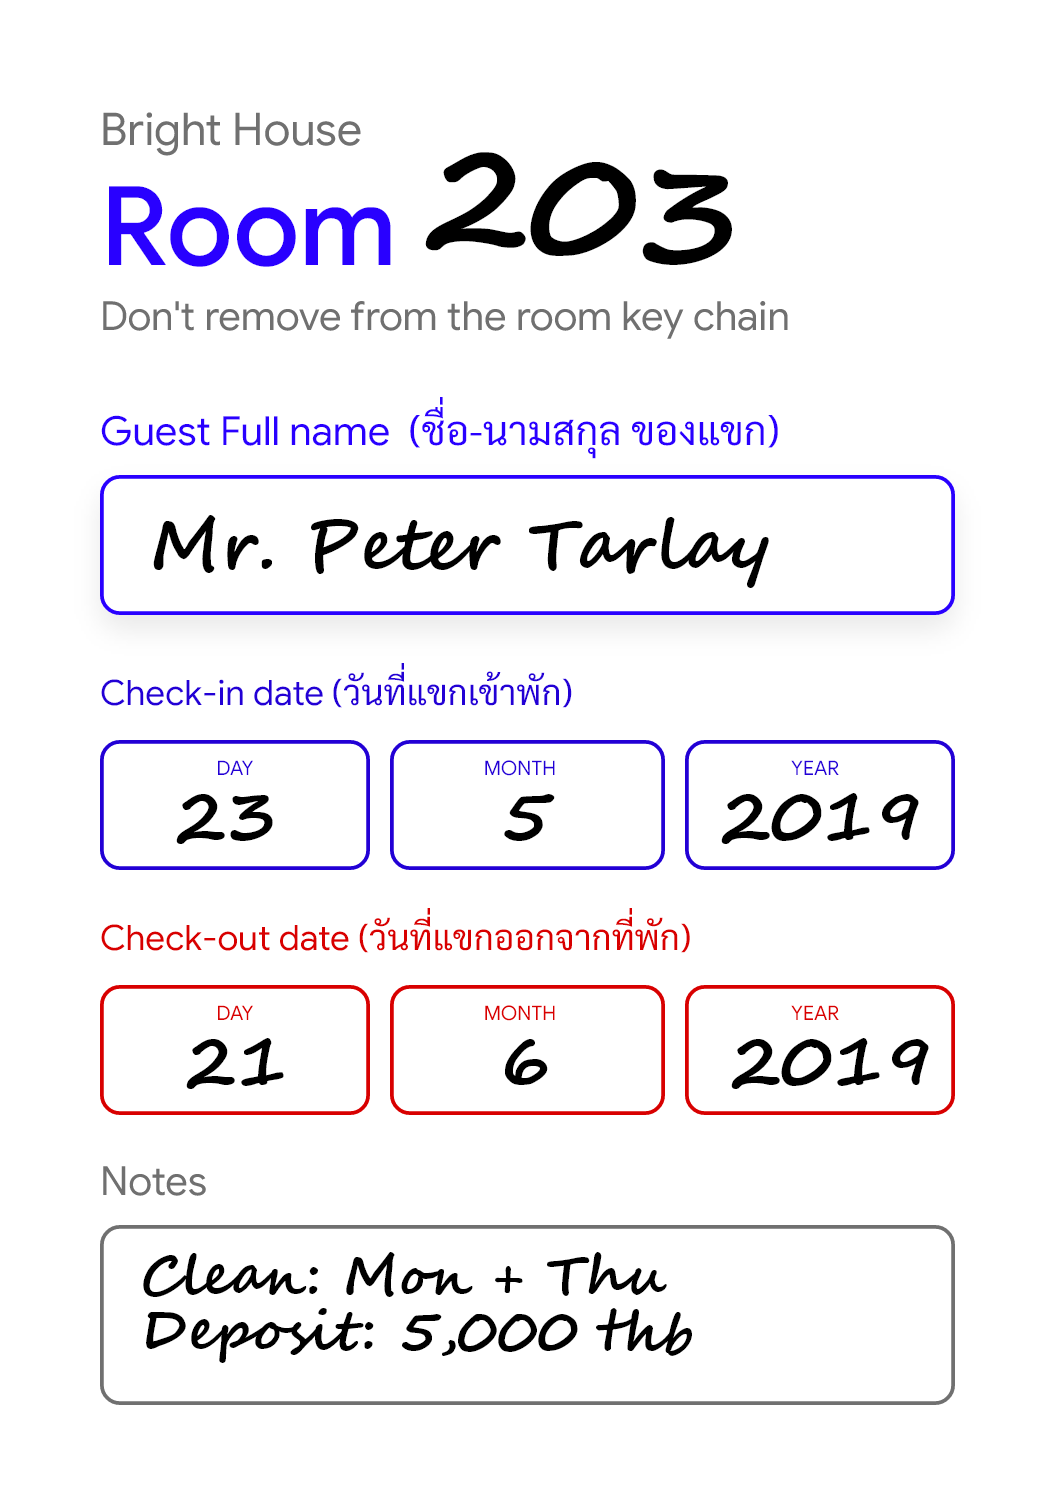 Bright House
Room 203
Don't remove from the room key chain
Guest Full name (ชื่อ-นามสกุล ของแขก)
Mr. Peter Tarlay
Check-in date (วันที่แขกเข้าพัก)
DAY MONTH YEAR
23 5 2019
Check-out date (วันที่แขกออกจากที่พัก)
DAY MONTH YEAR
21 6 2019
Notes
Clean: Mon + Thu
Deposit: 5,000 thb